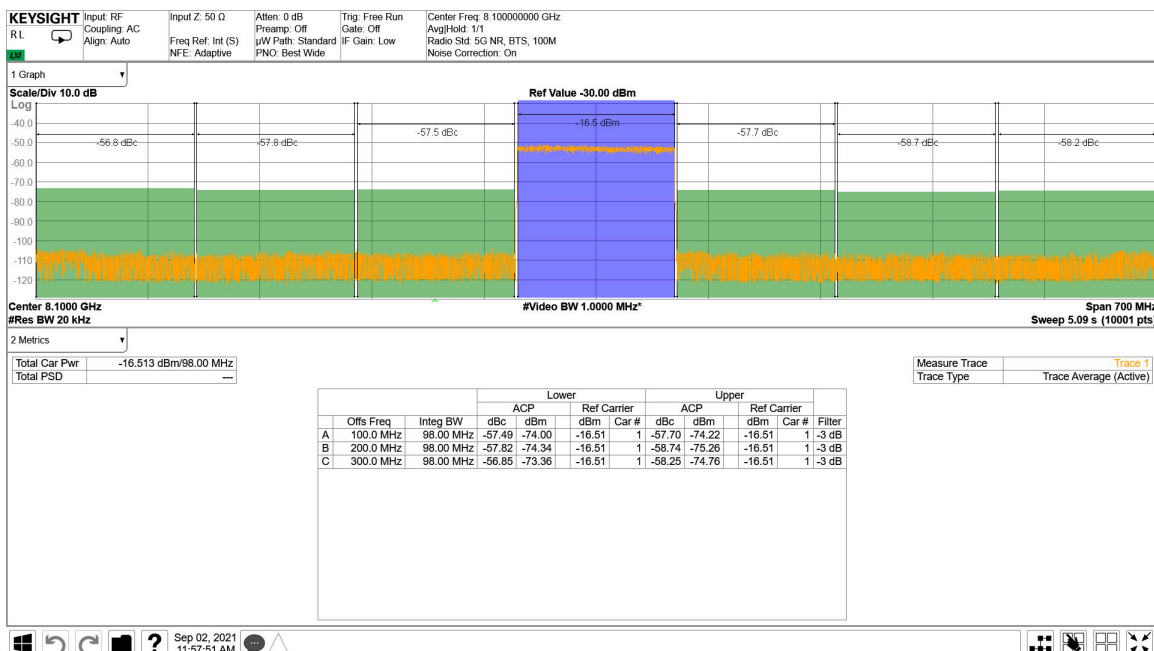 KEYSIGHT Input: RF Input Z: 50 Ω Atten: 0 dB Trig: Free Run Center Freq: 8.100000000 GHz
R L Coupling: AC Preamp: Off Gate: Off Avg|Hold: 1/1
Align: Auto Freq Ref: Int (S) µW Path: Standard IF Gain: Low Radio Std: 5G NR, BTS, 100M
LXI NFE: Adaptive PNO: Best Wide Noise Correction: On
1 Graph
Scale/Div 10.0 dB Ref Value -30.00 dBm
Log
-40.0
-50.0
-60.0
-70.0
-80.0
-90.0
-100
-110
-120
-56.8 dBc -57.8 dBc -57.5 dBc -16.5 dBm -57.7 dBc -58.7 dBc -58.2 dBc
Center 8.1000 GHz #Video BW 1.0000 MHz* Span 700 MHz
#Res BW 20 kHz Sweep 5.09 s (10001 pts)
2 Metrics
Total Car Pwr -16.513 dBm/98.00 MHz Measure Trace Trace 1
Total PSD --- Trace Type Trace Average (Active)
Lower Upper
ACP Ref Carrier ACP Ref Carrier
Offs Freq Integ BW dBc dBm dBm Car # dBc dBm dBm Car # Filter
A 100.0 MHz 98.00 MHz -57.49 -74.00 -16.51 1 -57.70 -74.22 -16.51 1 -3 dB
B 200.0 MHz 98.00 MHz -57.82 -74.34 -16.51 1 -58.74 -75.26 -16.51 1 -3 dB
C 300.0 MHz 98.00 MHz -56.85 -73.36 -16.51 1 -58.25 -74.76 -16.51 1 -3 dB
? Sep 02, 2021
11:57:51 AM